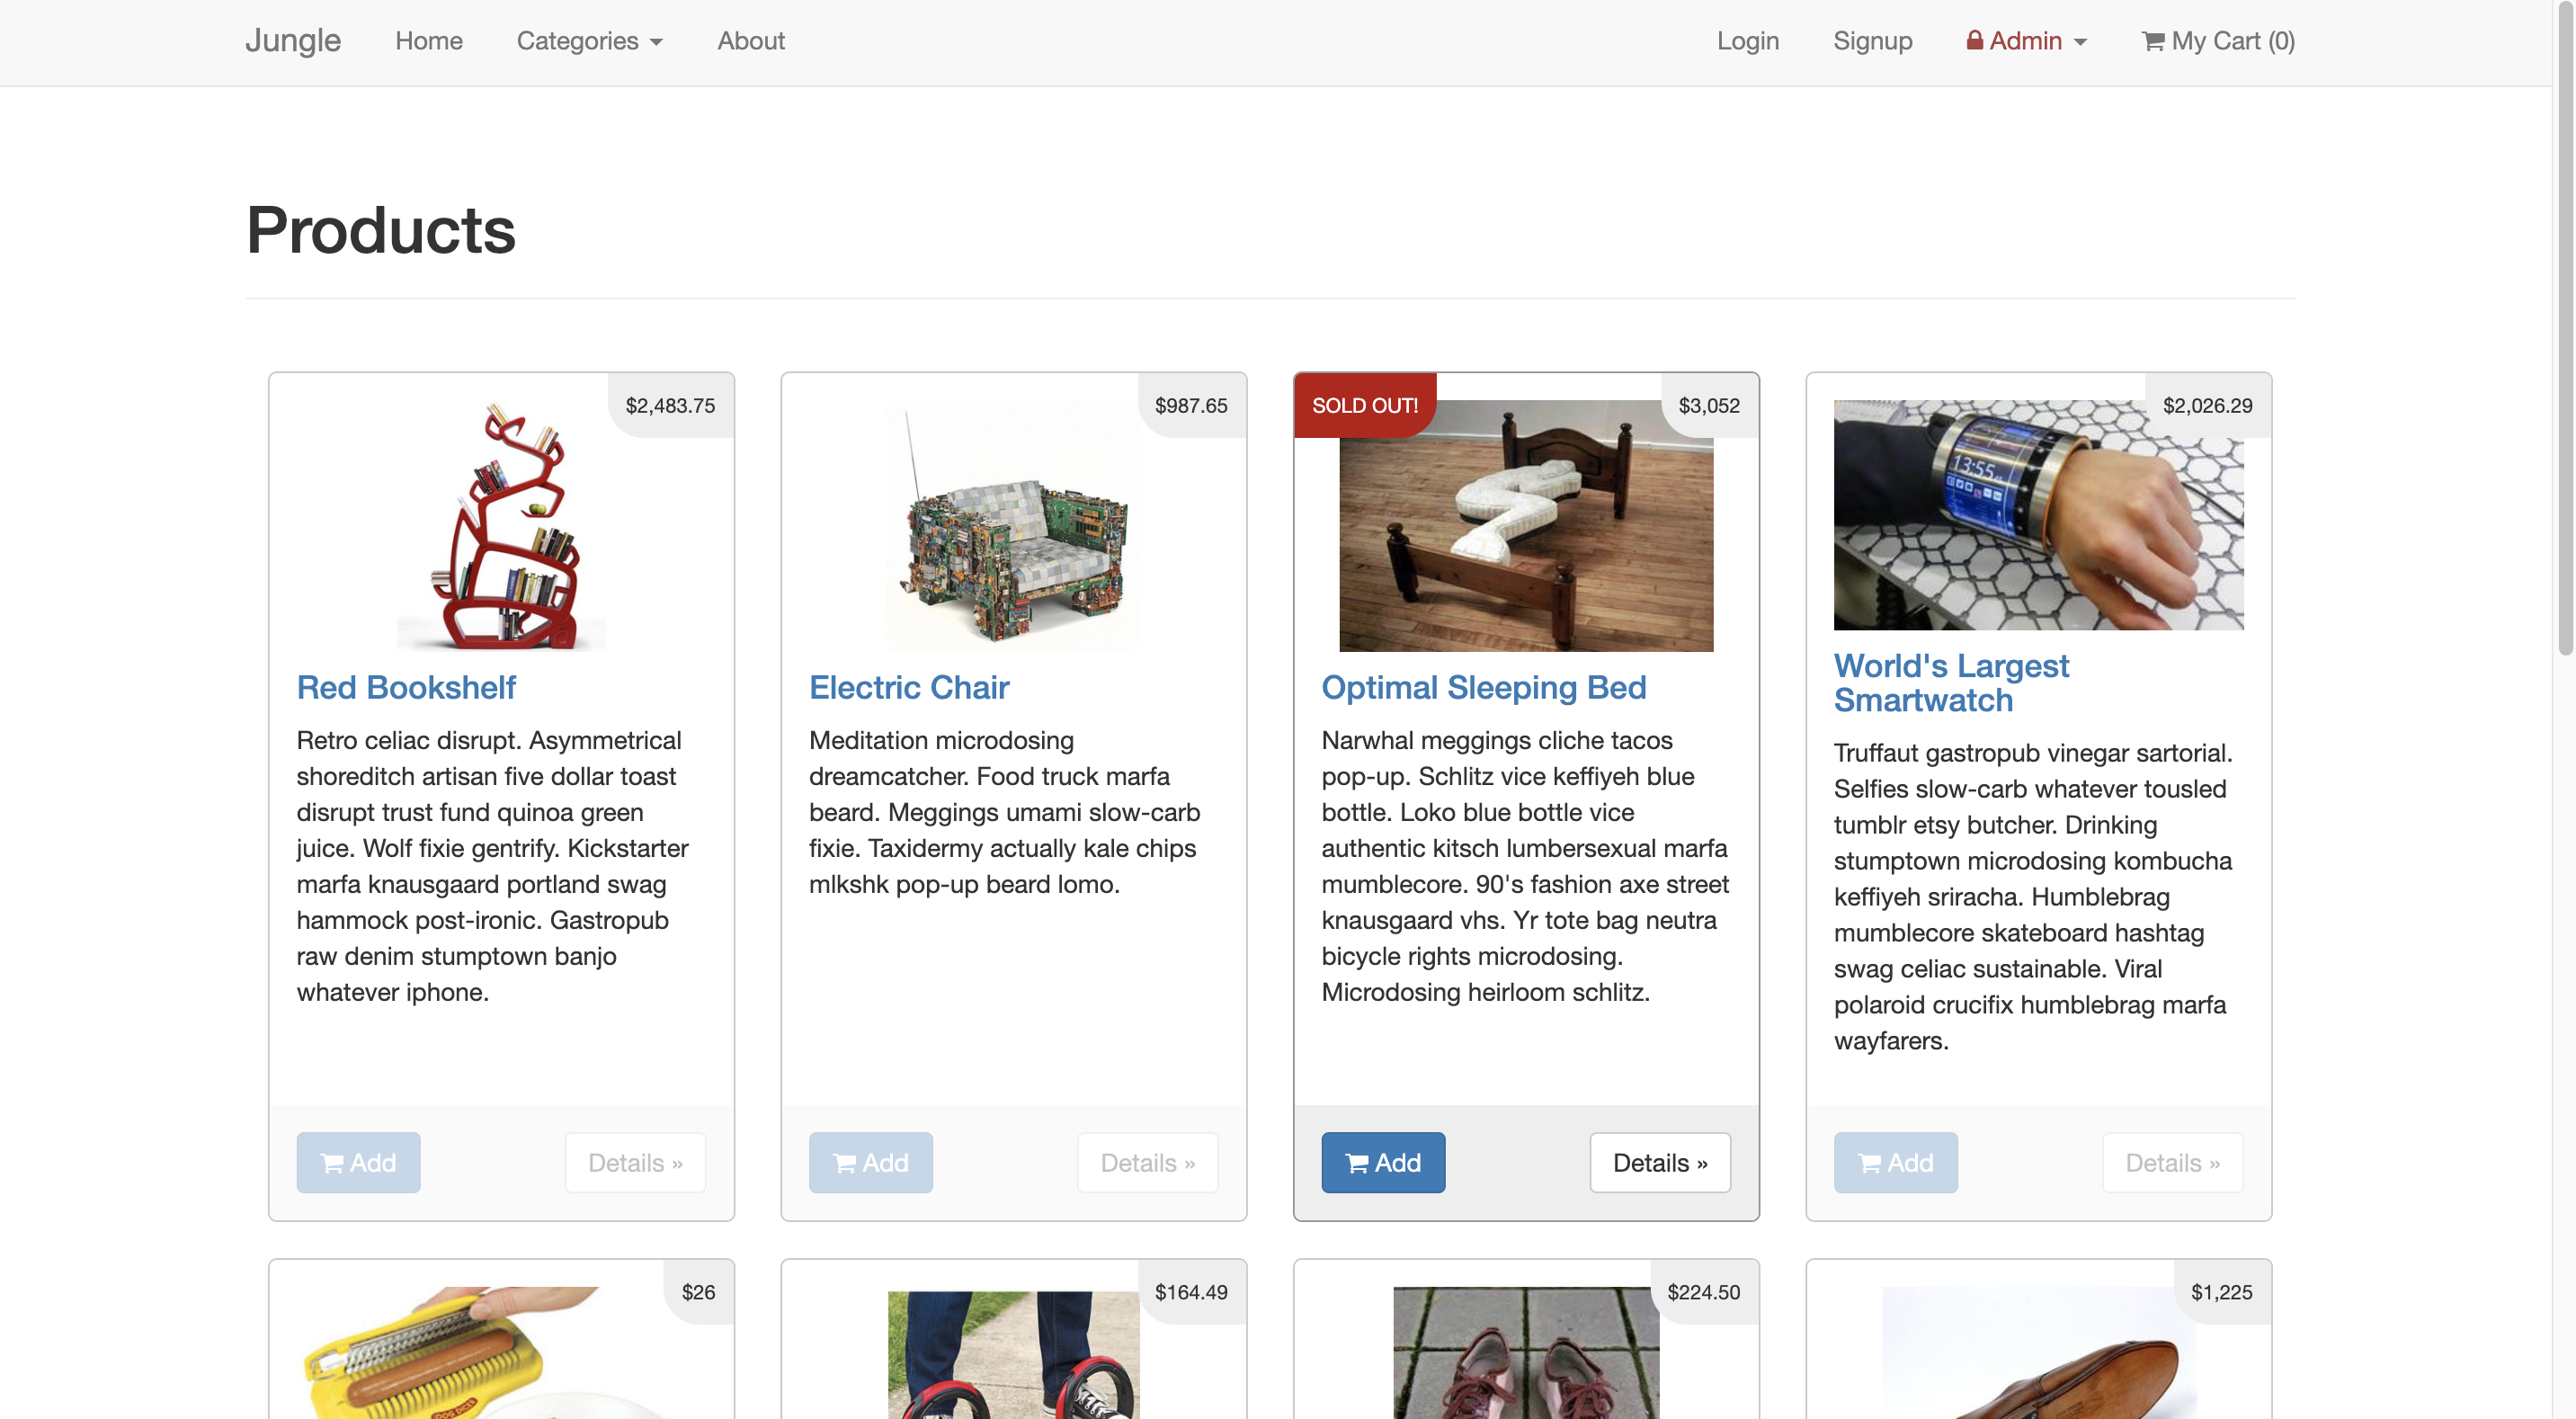 Jungle Home Categories About Login Signup Admin My Cart (0)
Products
$2,483.75
Red Bookshelf
Retro celiac disrupt. Asymmetrical
shoreditch artisan five dollar toast
disrupt trust fund quinoa green
juice. Wolf fixie gentrify. Kickstarter
marfa knausgaard portland swag
hammock post-ironic. Gastropub
raw denim stumptown banjo
whatever iphone.
Add Details »
$987.65
Electric Chair
Meditation microdosing
dreamcatcher. Food truck marfa
beard. Meggings umami slow-carb
fixie. Taxidermy actually kale chips
mlkshk pop-up beard lomo.
Add Details »
SOLD OUT! $3,052
Optimal Sleeping Bed
Narwhal meggings cliche tacos
pop-up. Schlitz vice keffiyeh blue
bottle. Loko blue bottle vice
authentic kitsch lumbersexual marfa
mumblecore. 90's fashion axe street
knausgaard vhs. Yr tote bag neutra
bicycle rights microdosing.
Microdosing heirloom schlitz.
Add Details »
$2,026.29
13:55
World's Largest
Smartwatch
Truffaut gastropub vinegar sartorial.
Selfies slow-carb whatever tousled
tumblr etsy butcher. Drinking
stumptown microdosing kombucha
keffiyeh sriracha. Humblebrag
mumblecore skateboard hashtag
swag celiac sustainable. Viral
polaroid crucifix humblebrag marfa
wayfarers.
Add Details »
$26
$164.49
$224.50
$1,225